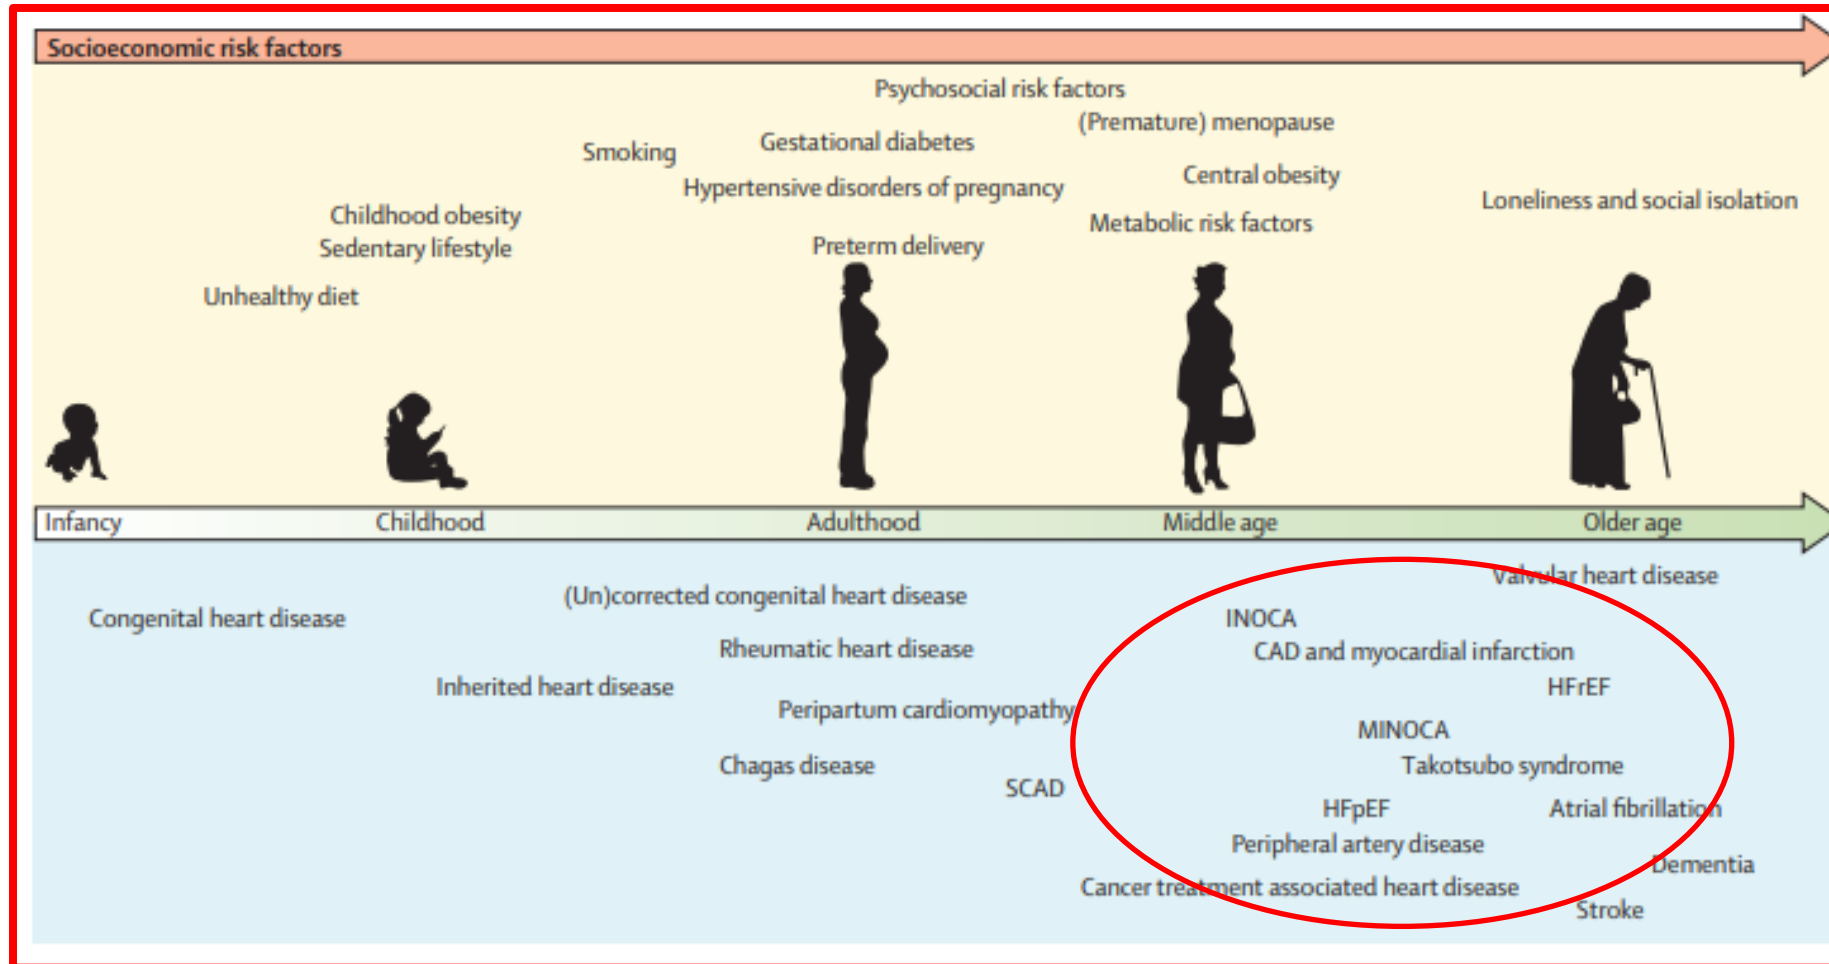 Socioeconomic risk factors
Psychosocial risk factors
(Premature) menopause
Smoking
Gestational diabetes
Central obesity
Hypertensive disorders of pregnancy
Loneliness and social isolation
Childhood obesity
Metabolic risk factors
Sedentary lifestyle
Preterm delivery
Unhealthy diet
Infancy
Childhood
Adulthood
Middle age
Older age
Valvular heart disease
(Un)corrected congenital heart disease
Congenital heart disease
INOCA
Rheumatic heart disease
CAD and myocardial infarction
Inherited heart disease
HFrEF
Peripartum cardiomyopathy
MINOCA
Chagas disease
Takotsubo syndrome
SCAD
HFpEF
Atrial fibrillation
Peripheral artery disease
Dementia
Cancer treatment associated heart disease
Stroke